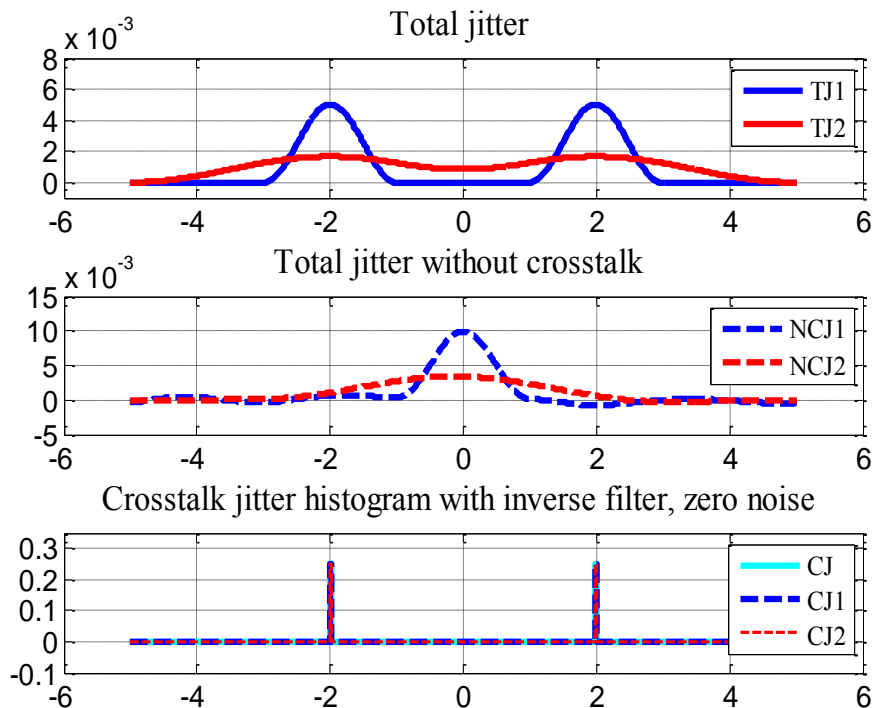 Total jitter
x 10-3
8
6
4
2
0
-6 -4 -2 0 2 4 6
TJ1
TJ2
Total jitter without crosstalk
x 10-3
15
10
5
0
-5
-6 -4 -2 0 2 4 6
NCJ1
NCJ2
Crosstalk jitter histogram with inverse filter, zero noise
0.3
0.2
0.1
0
-0.1
-6 -4 -2 0 2 4 6
CJ
CJ1
CJ2